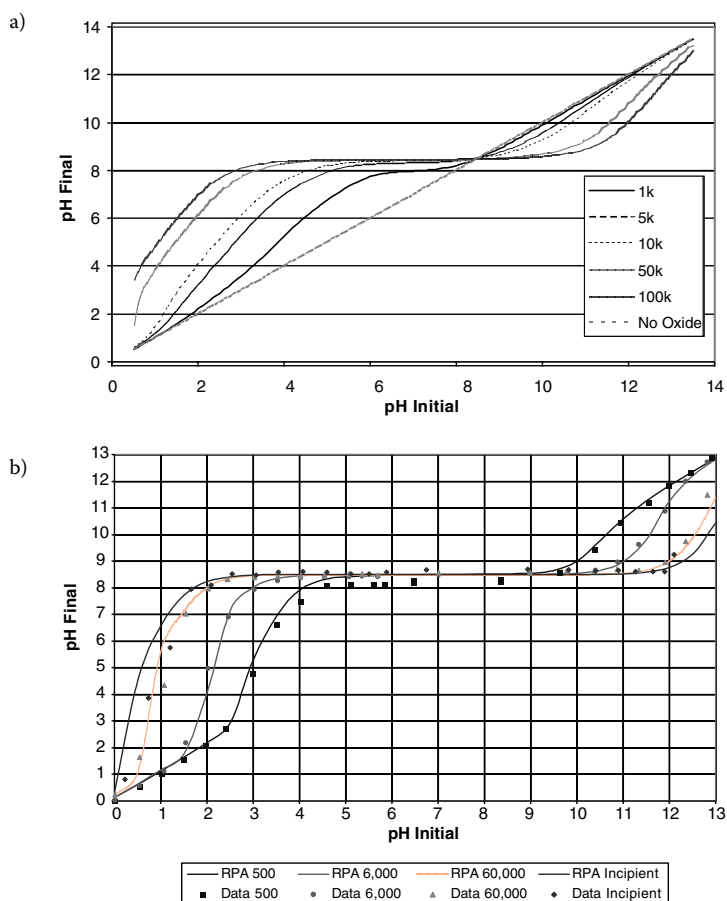 a)
14
12
10
8
6
4
2
0
pH Final
0 2 4 6 8 10 12 14
pH Initial
1k
5k
10k
50k
100k
No Oxide
b)
13
12
11
10
9
8
7
6
5
4
3
2
1
0
pH Final
0 1 2 3 4 5 6 7 8 9 10 11 12 13
pH Initial
RPA 500 RPA 6,000 RPA 60,000 RPA Incipient
Data 500 Data 6,000 Data 60,000 Data Incipient